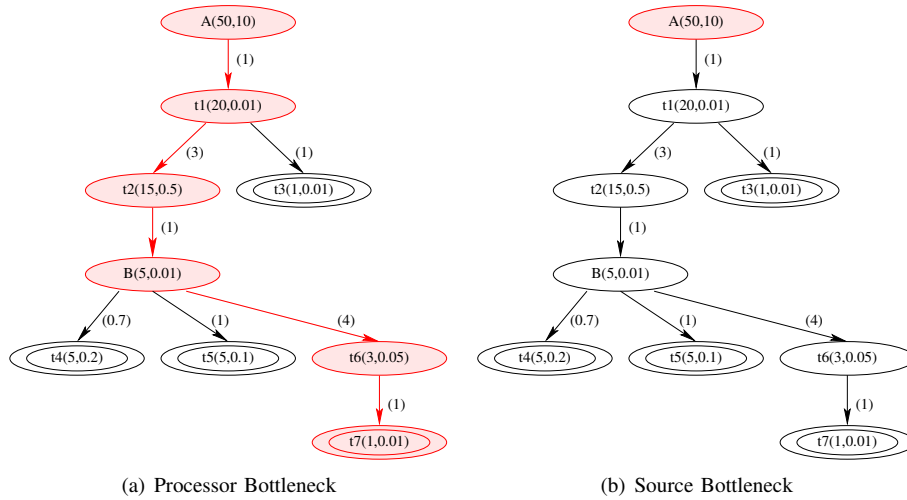 A(50,10)
(1)
t1(20,0.01)
(3)
(1)
t2(15,0.5)
t3(1,0.01)
(1)
B(5,0.01)
(0.7)
(1)
(4)
t4(5,0.2)
t5(5,0.1)
t6(3,0.05)
(1)
t7(1,0.01)
(a) Processor Bottleneck
A(50,10)
(1)
t1(20,0.01)
(3)
(1)
t2(15,0.5)
t3(1,0.01)
(1)
B(5,0.01)
(0.7)
(1)
(4)
t4(5,0.2)
t5(5,0.1)
t6(3,0.05)
(1)
t7(1,0.01)
(b) Source Bottleneck